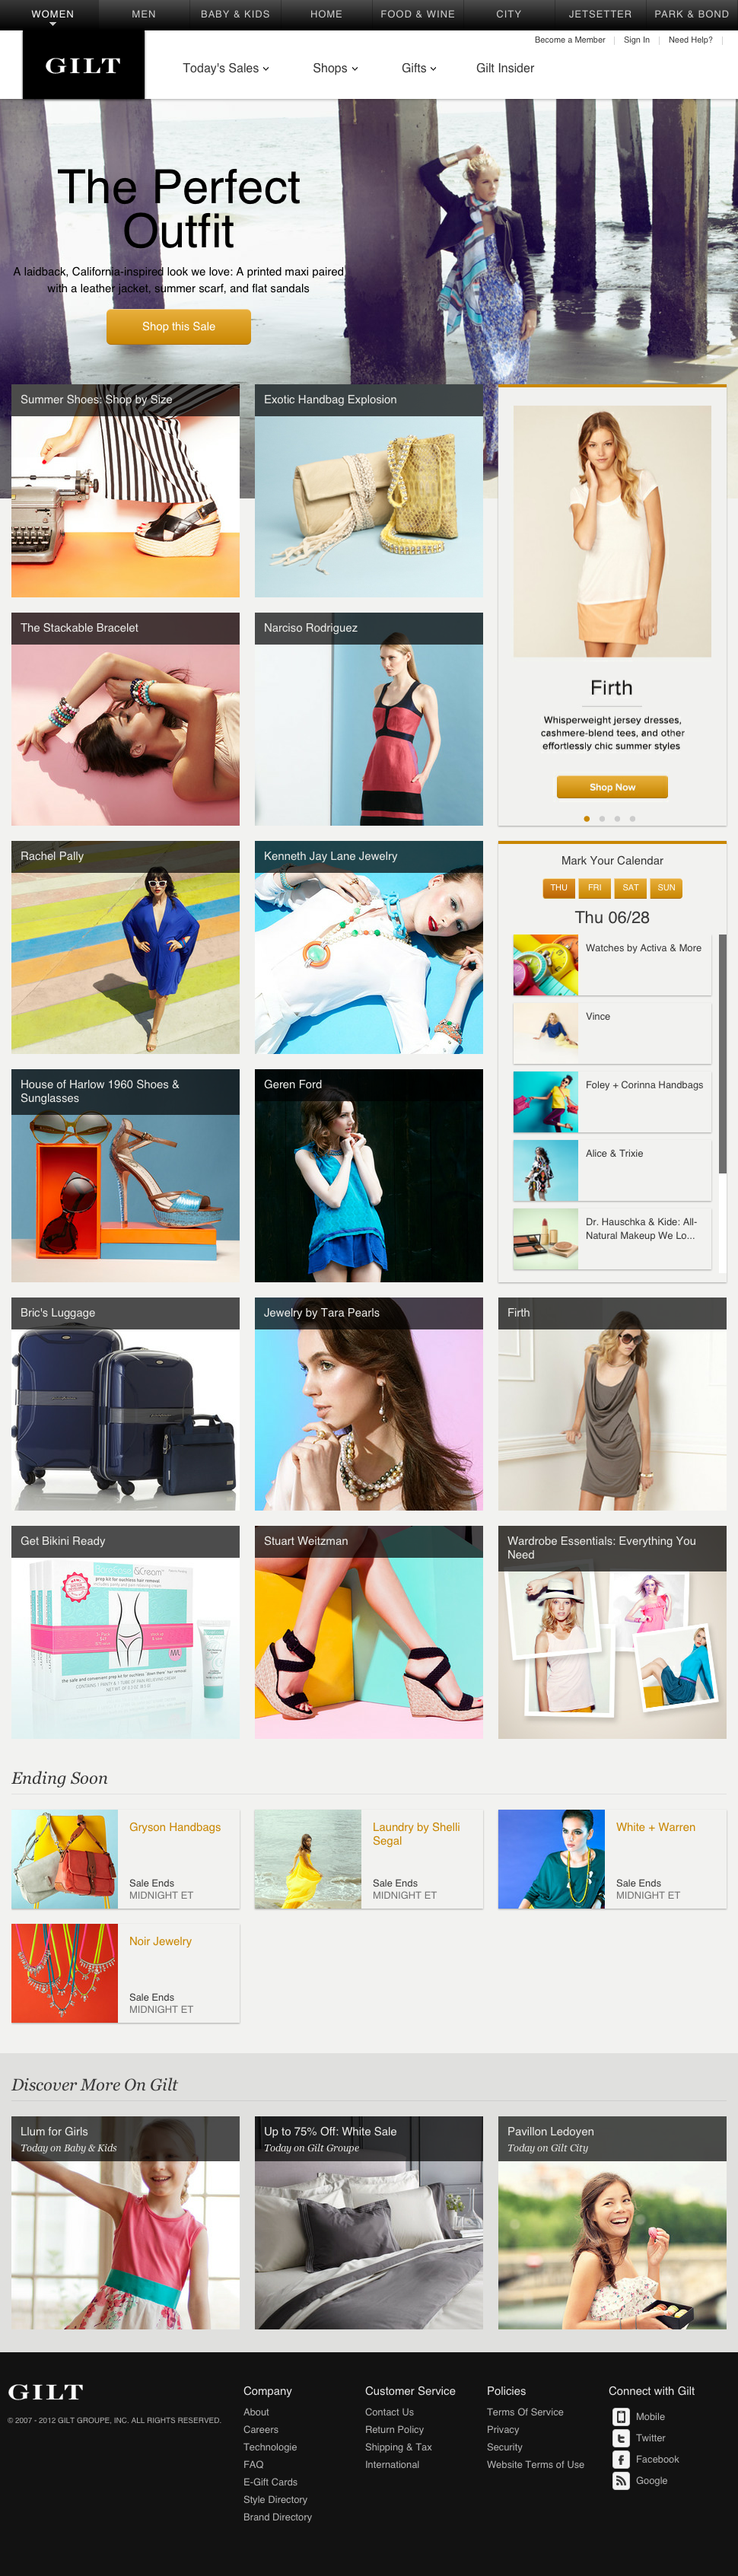 WOMEN MEN BABY & KIDS HOME FOOD & WINE CITY JETSETTER PARK & BOND
Become a Member Sign In Need Help?
GILT
Today's Sales Shops Gifts Gilt Insider
The Perfect
Outfit
A laidback, California-inspired look we love: A printed maxi paired
with a leather jacket, summer scarf, and flat sandals
Shop this Sale
Summer Shoes: Shop by Size
Exotic Handbag Explosion
Firth
Whisperweight jersey dresses,
cashmere-blend tees, and other
effortlessly chic summer styles
Shop Now
The Stackable Bracelet
Narciso Rodriguez
Rachel Pally
Kenneth Jay Lane Jewelry
Mark Your Calendar
THU FRI SAT SUN
Thu 06/28
Watches by Activa & More
Vince
Foley + Corinna Handbags
Alice & Trixie
Dr. Hauschka & Kide: All-
Natural Makeup We Lo...
House of Harlow 1960 Shoes &
Sunglasses
Geren Ford
Bric's Luggage
Jewelry by Tara Pearls
Firth
Get Bikini Ready
&Cream
Stuart Weitzman
Wardrobe Essentials: Everything You
Need
Ending Soon
Gryson Handbags
Sale Ends
MIDNIGHT ET
Laundry by Shelli
Segal
Sale Ends
MIDNIGHT ET
White + Warren
Sale Ends
MIDNIGHT ET
Noir Jewelry
Sale Ends
MIDNIGHT ET
Discover More On Gilt
Llum for Girls
Today on Baby & Kids
Up to 75% Off: White Sale
Today on Gilt Groupe
Pavillon Ledoyen
Today on Gilt City
GILT
© 2007 - 2012 GILT GROUPE, INC. ALL RIGHTS RESERVED.
Company
About
Careers
Technologie
FAQ
E-Gift Cards
Style Directory
Brand Directory
Customer Service
Contact Us
Return Policy
Shipping & Tax
International
Policies
Terms Of Service
Privacy
Security
Website Terms of Use
Connect with Gilt
Mobile
Twitter
Facebook
Google